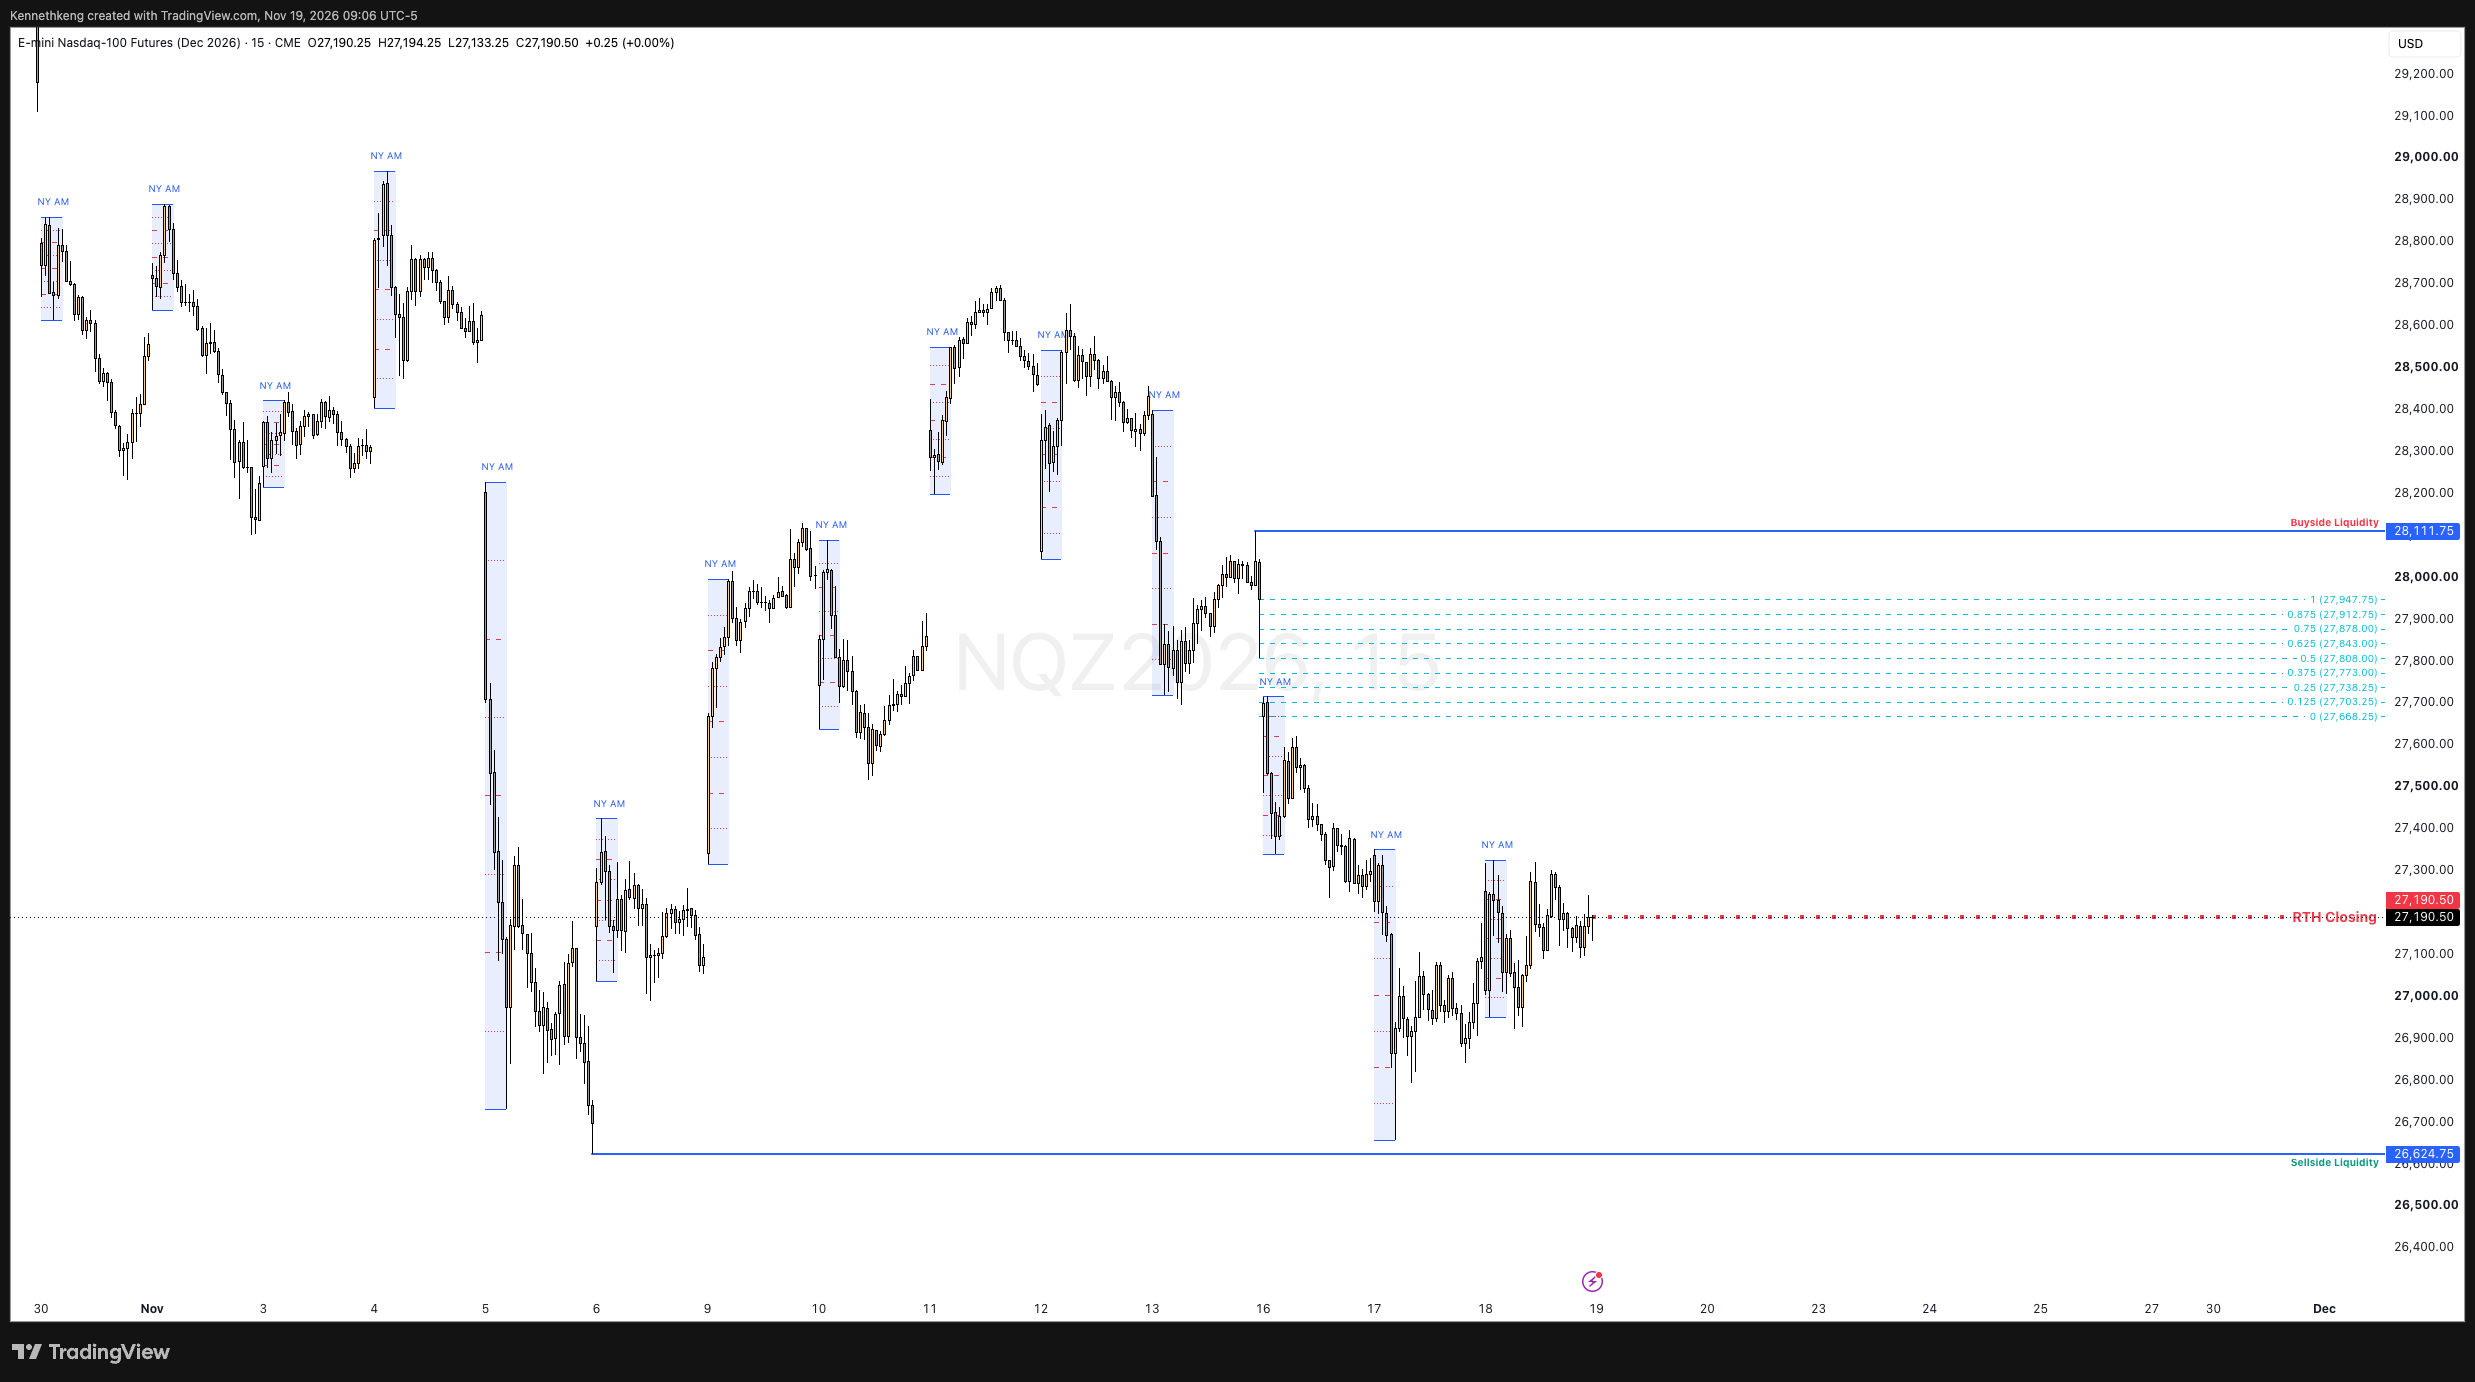 Kennethkeng created with TradingView.com, Nov 19, 2026 09:06 UTC-5
E-mini Nasdaq-100 Futures (Dec 2026) · 15 · CME O27,190.25 H27,194.25 L27,133.25 C27,190.50 +0.25 (+0.00%)
USD
29,200.00
29,100.00
29,000.00
28,900.00
28,800.00
28,700.00
28,600.00
28,500.00
28,400.00
28,300.00
28,200.00
28,111.75
28,000.00
27,900.00
27,800.00
27,700.00
27,600.00
27,500.00
27,400.00
27,300.00
27,190.50
27,190.50
27,100.00
27,000.00
26,900.00
26,800.00
26,700.00
26,624.75
26,600.00
26,500.00
26,400.00
NY AM
NY AM
NY AM
NY AM
NY AM
NY AM
NY AM
NY AM
NY AM
NY AM
NY AM
NY AM
NY AM
NY AM
NQZ2026, 15
Buyside Liquidity
1 (27,947.75)
0.875 (27,912.75)
0.75 (27,878.00)
0.625 (27,843.00)
0.5 (27,808.00)
0.375 (27,773.00)
0.25 (27,738.25)
0.125 (27,703.25)
0 (27,668.25)
RTH Closing
Sellside Liquidity
30 Nov 3 4 5 6 9 10 11 12 13 16 17 18 19 20 23 24 25 27 30 Dec
TradingView